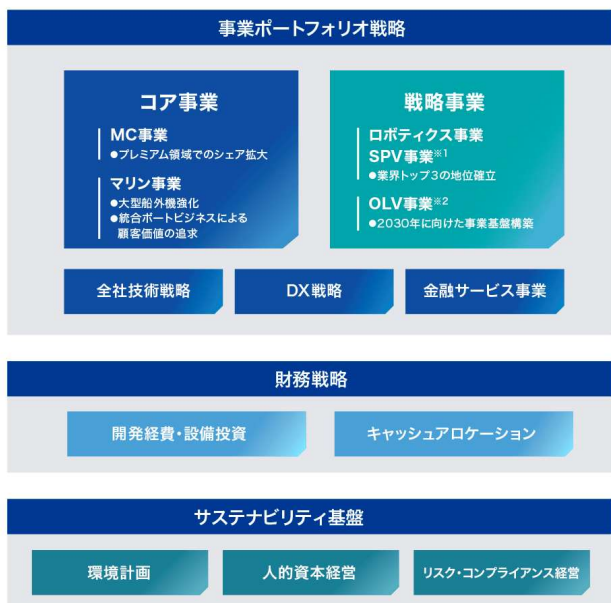 事業ポートフォリオ戦略
コア事業
MC事業
●プレミアム領域でのシェア拡大
マリン事業
●大型船外機強化
●統合ボートビジネスによる
顧客価値の追求
戦略事業
ロボティクス事業
SPV事業※1
●業界トップ3の地位確立
OLV事業※2
●2030年に向けた事業基盤構築
全社技術戦略
DX戦略
金融サービス事業
財務戦略
開発経費・設備投資
キャッシュアロケーション
サステナビリティ基盤
環境計画
人的資本経営
リスク・コンプライアンス経営